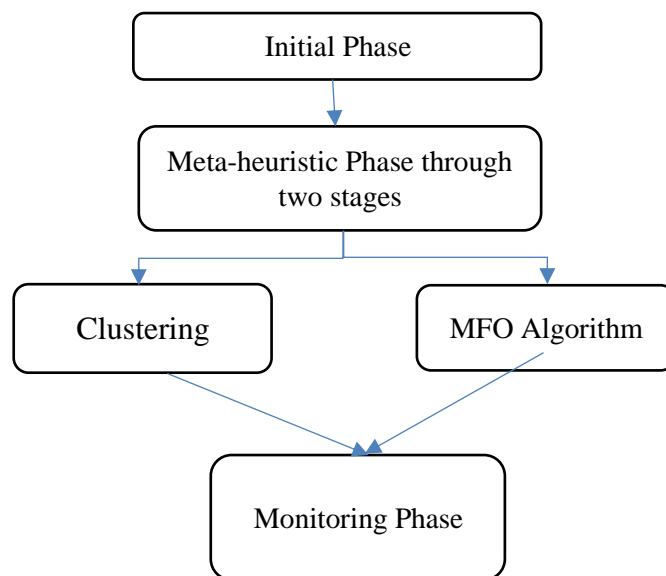 Initial Phase
Meta-heuristic Phase through
two stages
Clustering
MFO Algorithm
Monitoring Phase